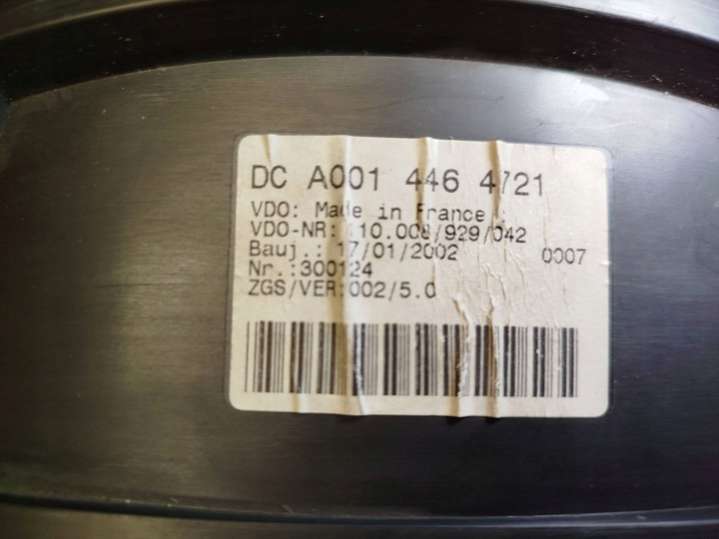 DC A001 446 4721
VDO: Made in France :
VDO-NR: 110.008/929/042
Bauj.: 17/01/2002 0007
Nr.:300124
ZGS/VER:002/5.0